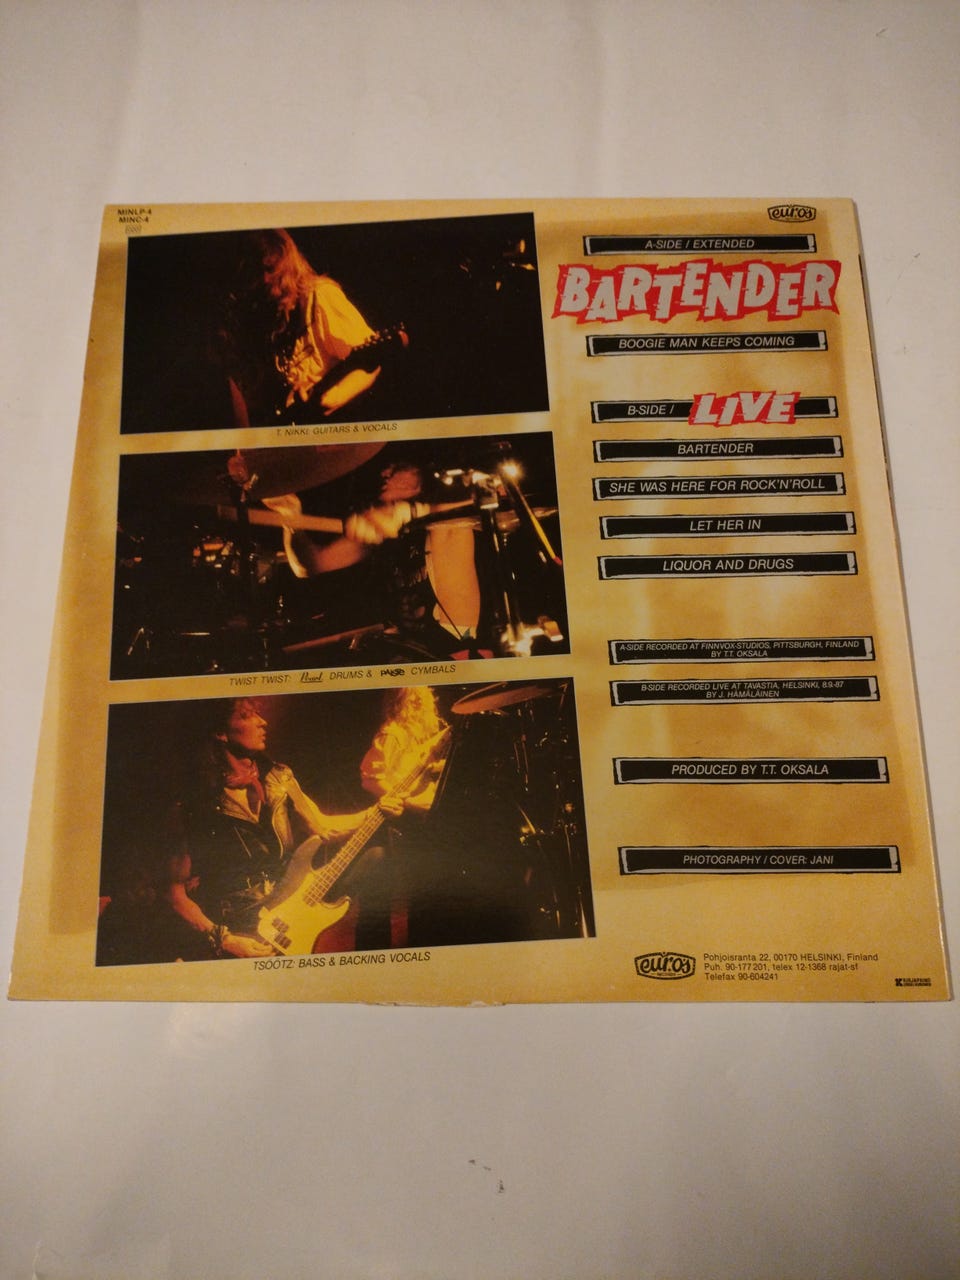 MINLP-4
MINC-4
euros
A-SIDE / EXTENDED
BARTENDER
BOOGIE MAN KEEPS COMING
B-SIDE / LIVE
BARTENDER
SHE WAS HERE FOR ROCK'N'ROLL
LET HER IN
LIQUOR AND DRUGS
A-SIDE RECORDED AT FINNVOX-STUDIOS, PITTSBURGH, FINLAND
BY T.T. OKSALA
B-SIDE RECORDED LIVE AT TAVASTIA, HELSINKI, 8.9.-87
BY J. HÄMÄLÄINEN
PRODUCED BY T.T. OKSALA
PHOTOGRAPHY / COVER: JANI
T. NIKKI: GUITARS & VOCALS
TWIST TWIST: Pearl DRUMS & PAiSTe CYMBALS
TSÖÖTZ: BASS & BACKING VOCALS
euros
RECORDS
Pohjoisranta 22, 00170 HELSINKI, Finland
Puh. 90-177 201, telex 12-1368 rajat-sf
Telefax 90-604241